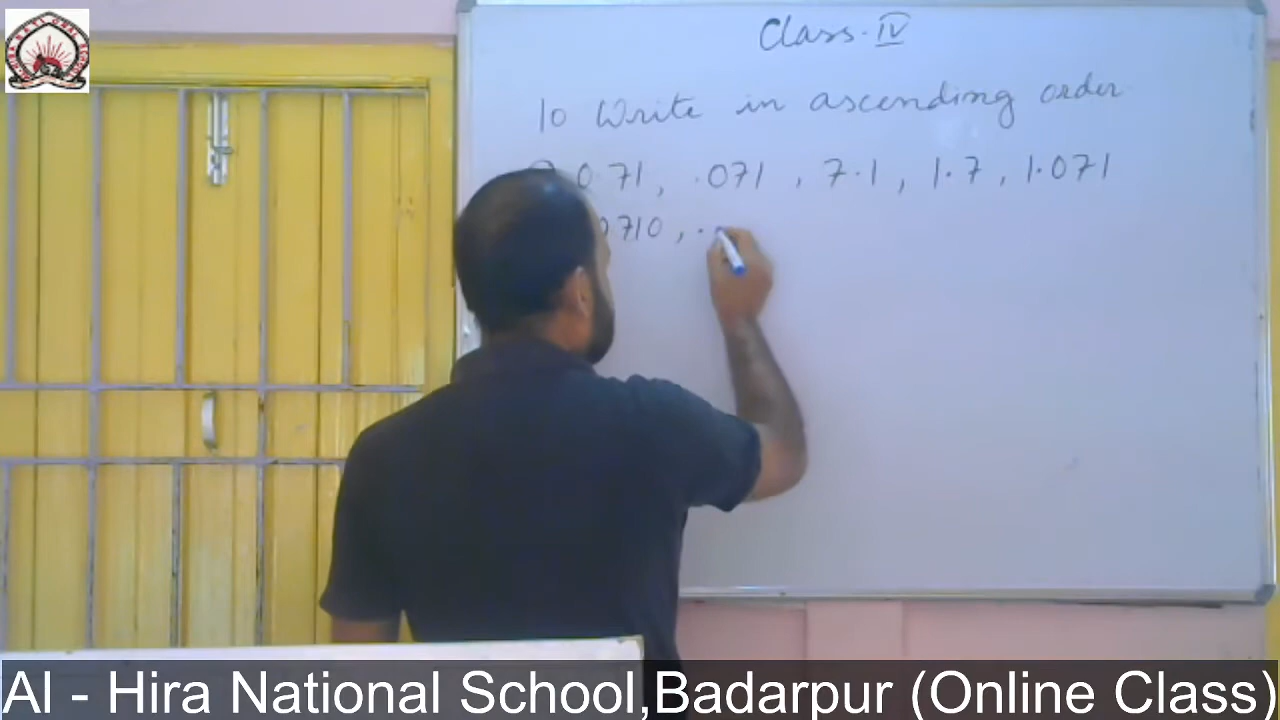 Class. IV
10 Write in ascending order
0.71, .071, 7.1, 1.7, 1.071
0710, .
Al - Hira National School,Badarpur (Online Class)